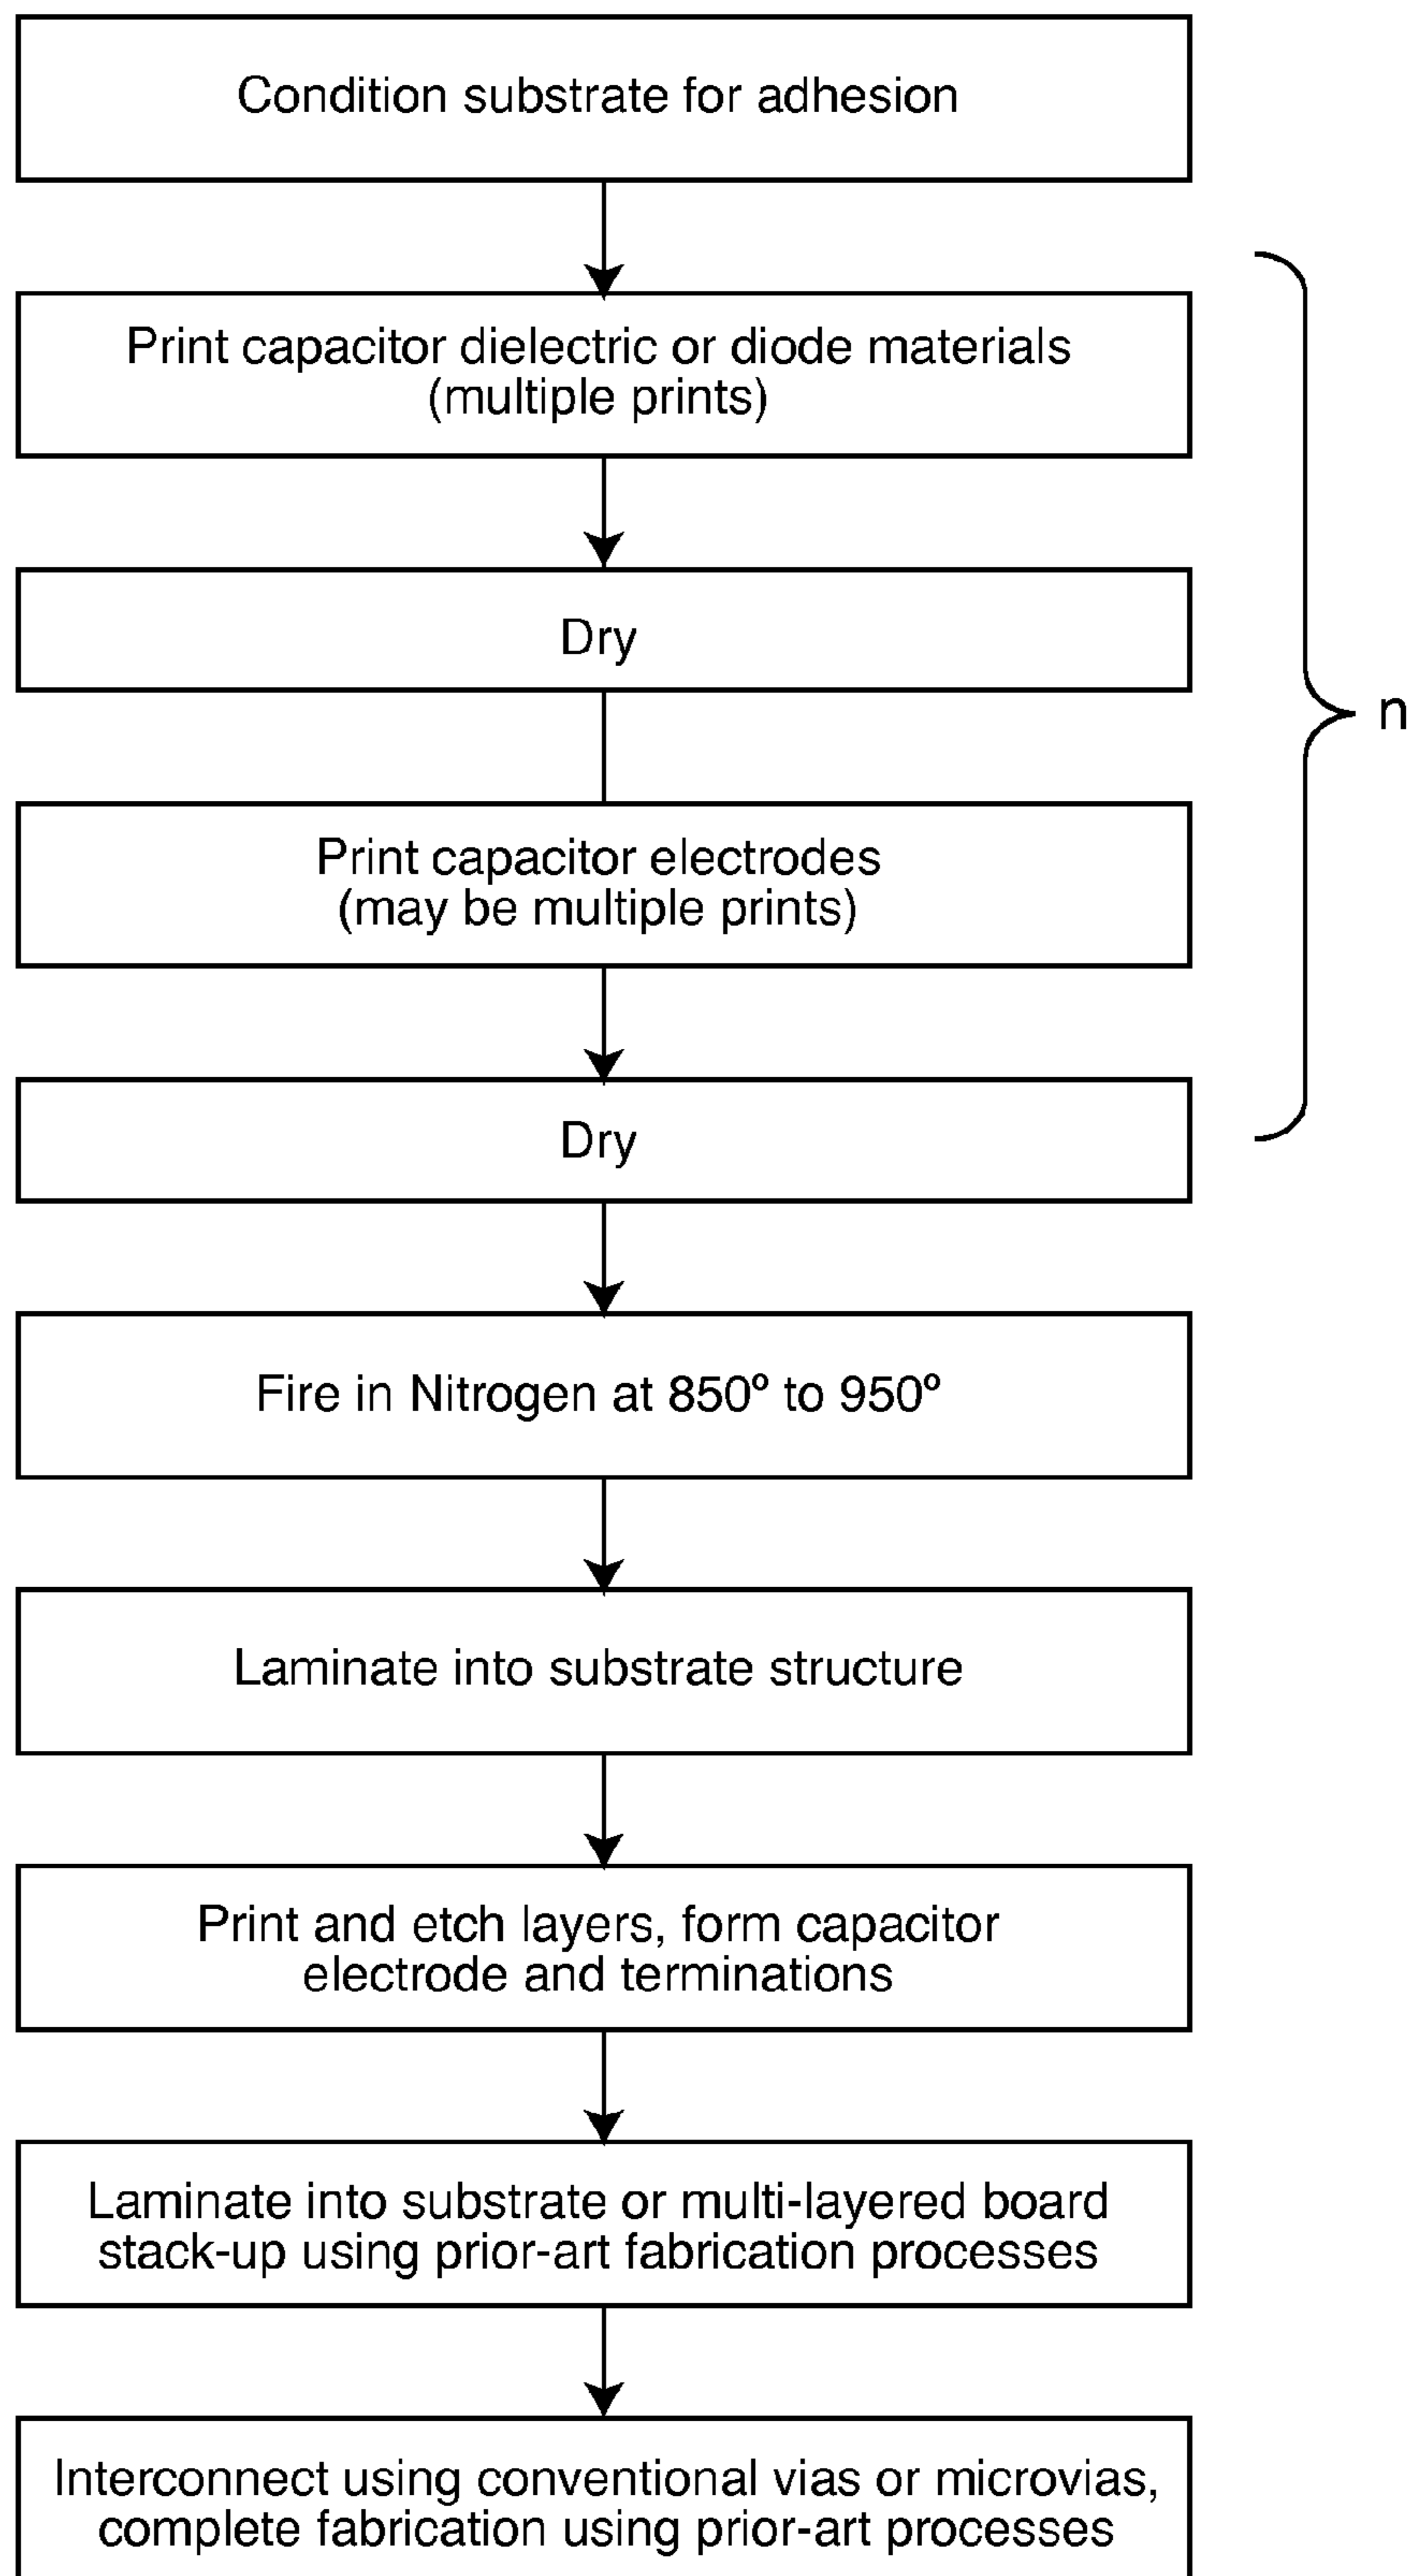 Condition substrate for adhesion
Print capacitor dielectric or diode materials
(multiple prints)
Dry
n
Print capacitor electrodes
(may be multiple prints)
Dry
Fire in Nitrogen at 850º to 950º
Laminate into substrate structure
Print and etch layers, form capacitor
electrode and terminations
Laminate into substrate or multi-layered board
stack-up using prior-art fabrication processes
Interconnect using conventional vias or microvias,
complete fabrication using prior-art processes